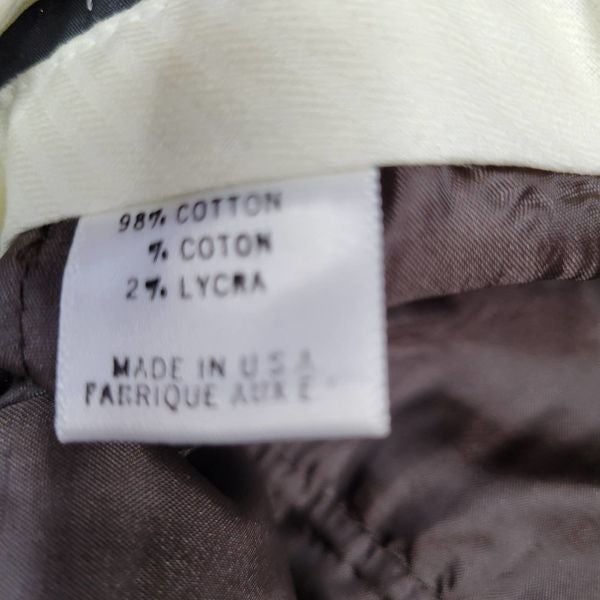 98% COTTON
% COTON
2% LYCRA
MADE IN U S A
FABRIQUE AUX E